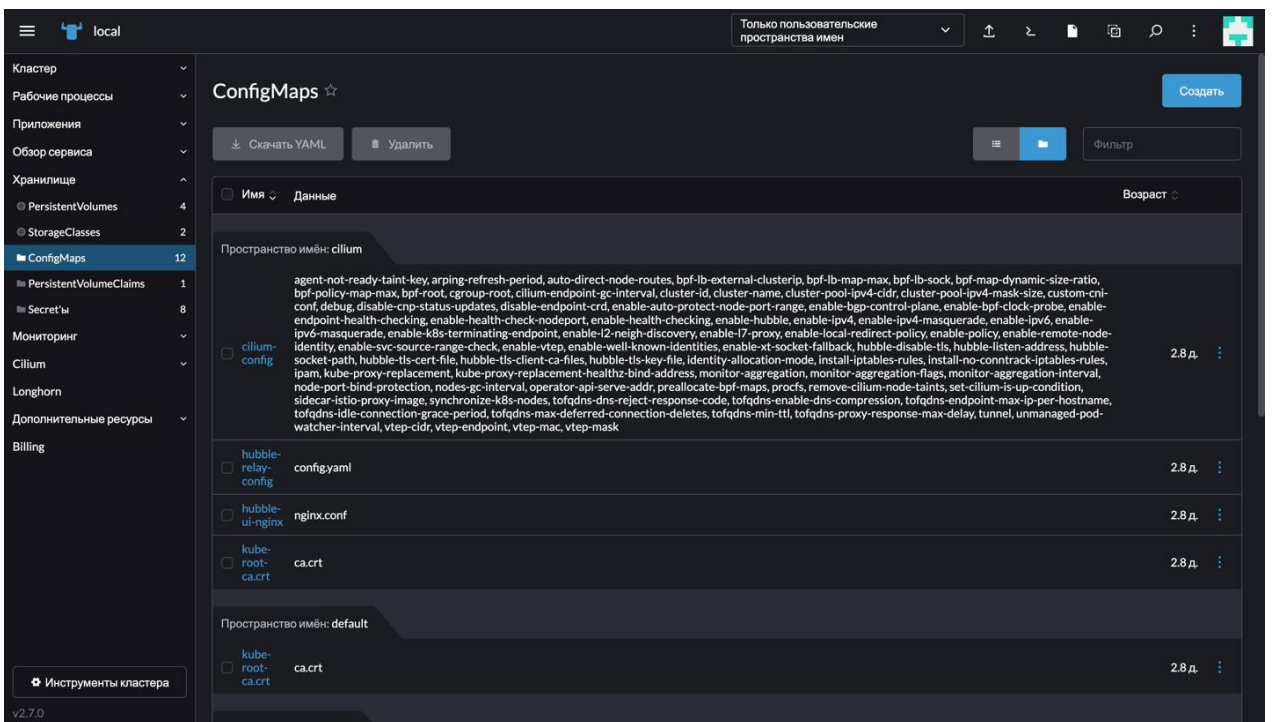 local
Только пользовательские
пространства имен
Кластер
Рабочие процессы
Приложения
Обзор сервиса
Хранилище
PersistentVolumes 4
StorageClasses 2
ConfigMaps 12
PersistentVolumeClaims 1
Secret'ы 8
Мониторинг
Cilium
Longhorn
Дополнительные ресурсы
Billing
Инструменты кластера
v2.7.0
ConfigMaps
Создать
Скачать YAML
Удалить
Фильтр
Имя Данные Возраст
Пространство имён: cilium
cilium-
config
agent-not-ready-taint-key, arping-refresh-period, auto-direct-node-routes, bpf-lb-external-clusterip, bpf-lb-map-max, bpf-lb-sock, bpf-map-dynamic-size-ratio,
bpf-policy-map-max, bpf-root, cgroup-root, cilium-endpoint-gc-interval, cluster-id, cluster-name, cluster-pool-ipv4-cidr, cluster-pool-ipv4-mask-size, custom-cni-
conf, debug, disable-cnp-status-updates, disable-endpoint-crd, enable-auto-protect-node-port-range, enable-bgp-control-plane, enable-bpf-clock-probe, enable-
endpoint-health-checking, enable-health-check-nodeport, enable-health-checking, enable-hubble, enable-ipv4, enable-ipv4-masquerade, enable-ipv6, enable-
ipv6-masquerade, enable-k8s-terminating-endpoint, enable-l2-neigh-discovery, enable-l7-proxy, enable-local-redirect-policy, enable-policy, enable-remote-node-
identity, enable-svc-source-range-check, enable-vtep, enable-well-known-identities, enable-xt-socket-fallback, hubble-disable-tls, hubble-listen-address, hubble-
socket-path, hubble-tls-cert-file, hubble-tls-client-ca-files, hubble-tls-key-file, identity-allocation-mode, install-iptables-rules, install-no-conntrack-iptables-rules,
ipam, kube-proxy-replacement, kube-proxy-replacement-healthz-bind-address, monitor-aggregation, monitor-aggregation-flags, monitor-aggregation-interval,
node-port-bind-protection, nodes-gc-interval, operator-api-serve-addr, preallocate-bpf-maps, procfs, remove-cilium-node-taints, set-cilium-is-up-condition,
sidecar-istio-proxy-image, synchronize-k8s-nodes, tofqdns-dns-reject-response-code, tofqdns-enable-dns-compression, tofqdns-endpoint-max-ip-per-hostname,
tofqdns-idle-connection-grace-period, tofqdns-max-deferred-connection-deletes, tofqdns-min-ttl, tofqdns-proxy-response-max-delay, tunnel, unmanaged-pod-
watcher-interval, vtep-cidr, vtep-endpoint, vtep-mac, vtep-mask
2.8 д.
hubble-
relay-
config
config.yaml
2.8 д.
hubble-
ui-nginx
nginx.conf
2.8 д.
kube-
root-
ca.crt
ca.crt
2.8 д.
Пространство имён: default
kube-
root-
ca.crt
ca.crt
2.8 д.